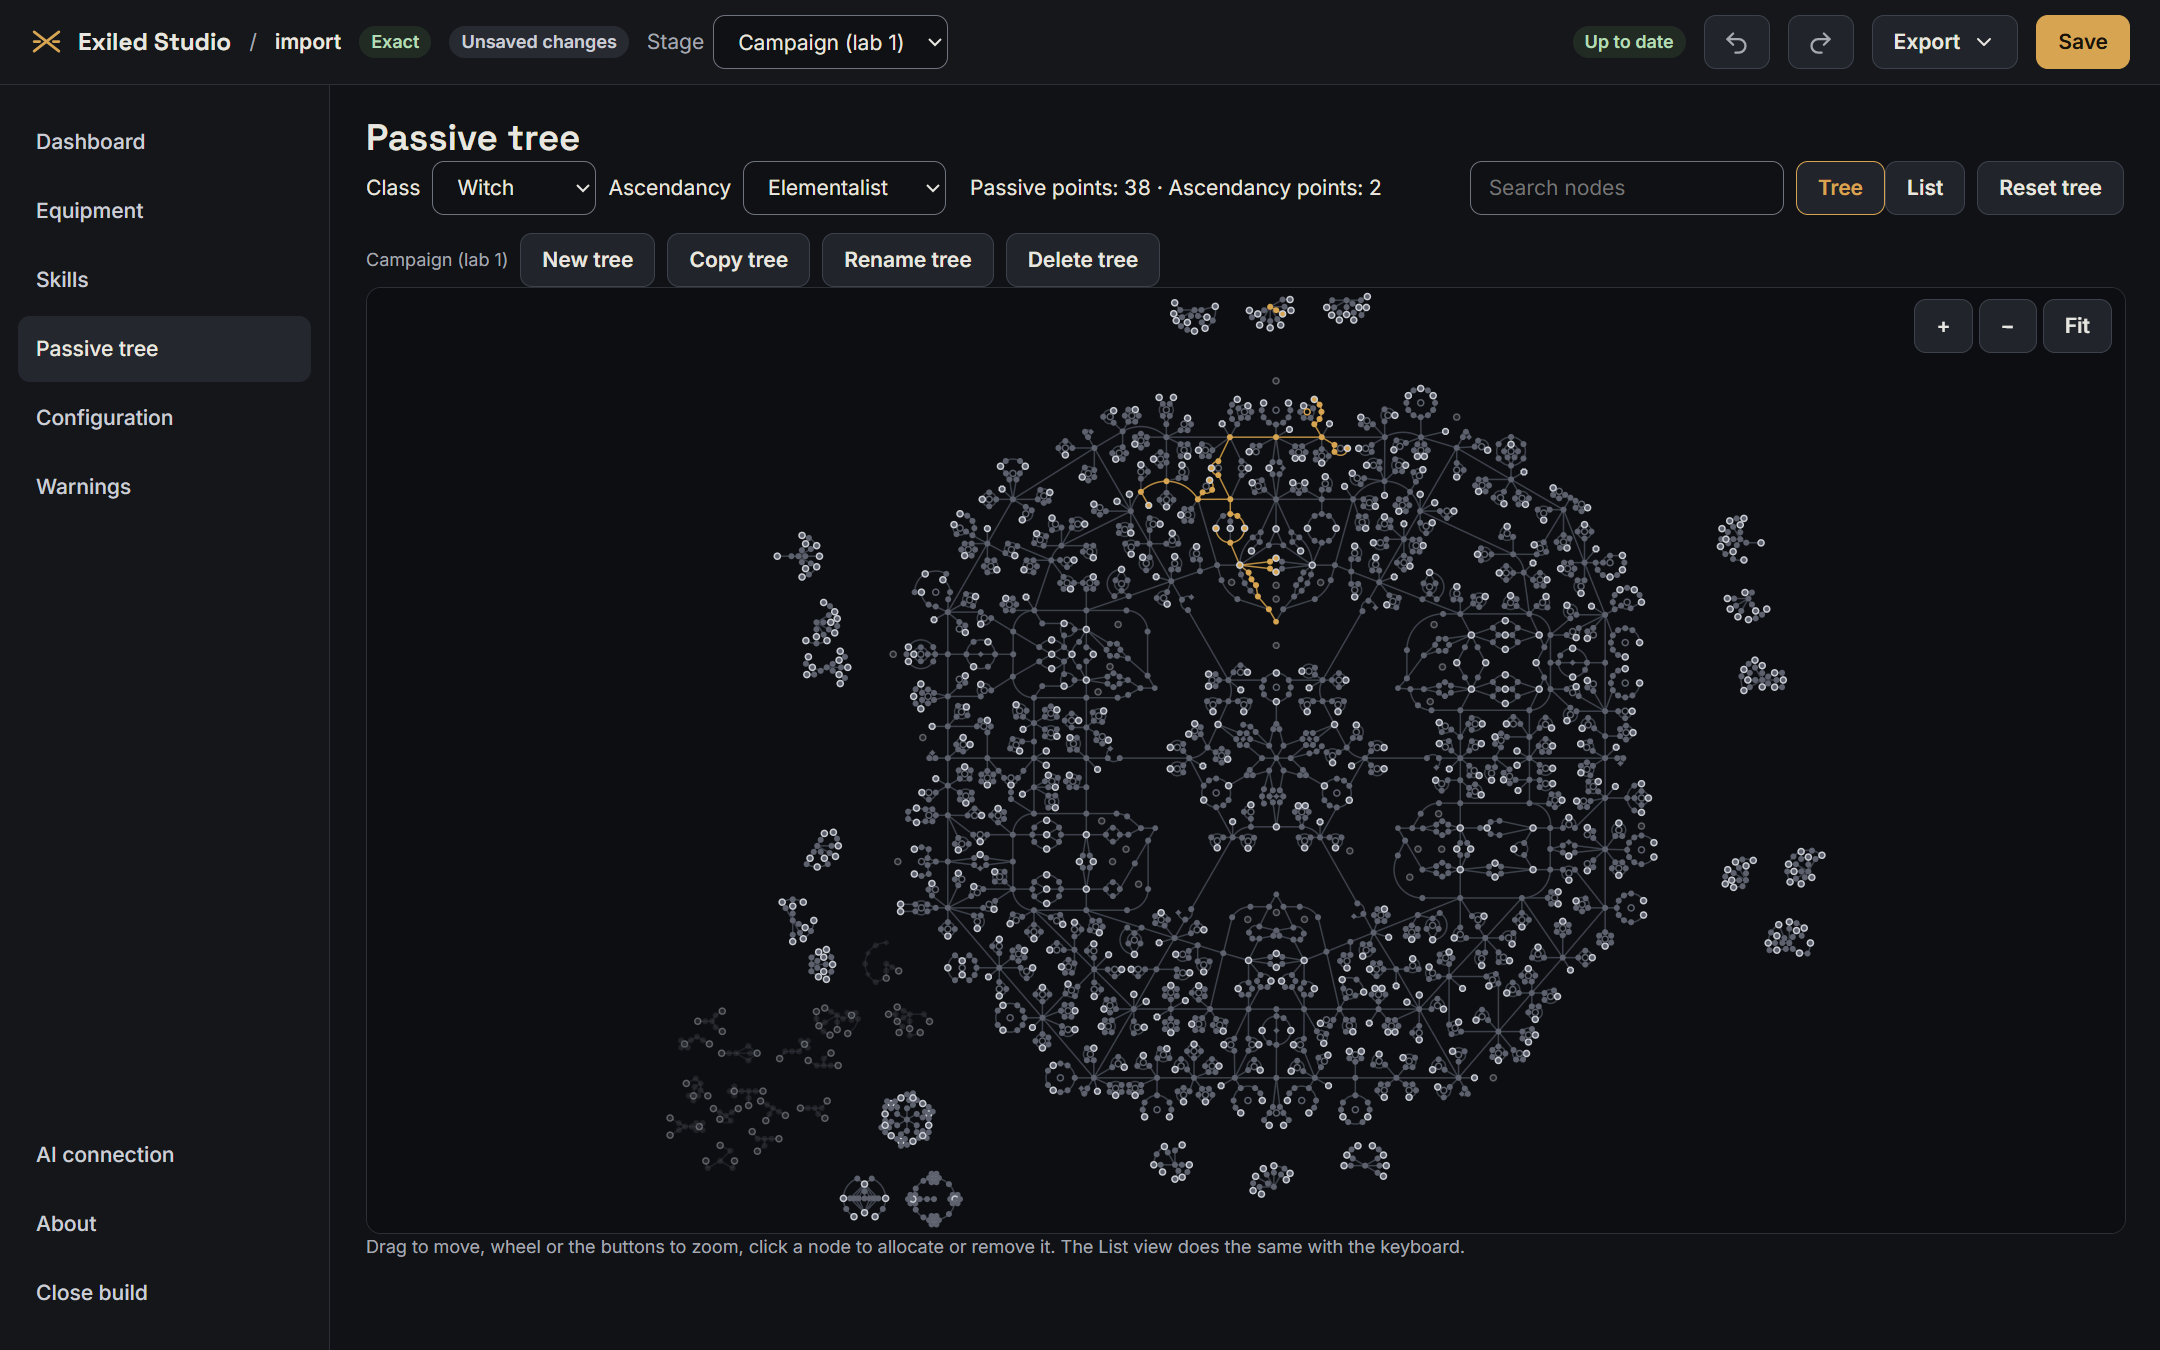 Exiled Studio / import Exact Unsaved changes Stage Campaign (lab 1) Up to date Export Save
Dashboard
Equipment
Skills
Passive tree
Configuration
Warnings
AI connection
About
Close build
Passive tree
Class Witch Ascendancy Elementalist Passive points: 38 · Ascendancy points: 2 Search nodes Tree List Reset tree
Campaign (lab 1) New tree Copy tree Rename tree Delete tree
+ − Fit
Drag to move, wheel or the buttons to zoom, click a node to allocate or remove it. The List view does the same with the keyboard.